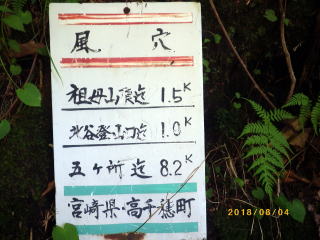 風穴
祖母山頂迄 1.5K
北谷登山口迄 1.0K
五ヶ所迄 8.2K
宮崎県・高千穂町
2018/08/04